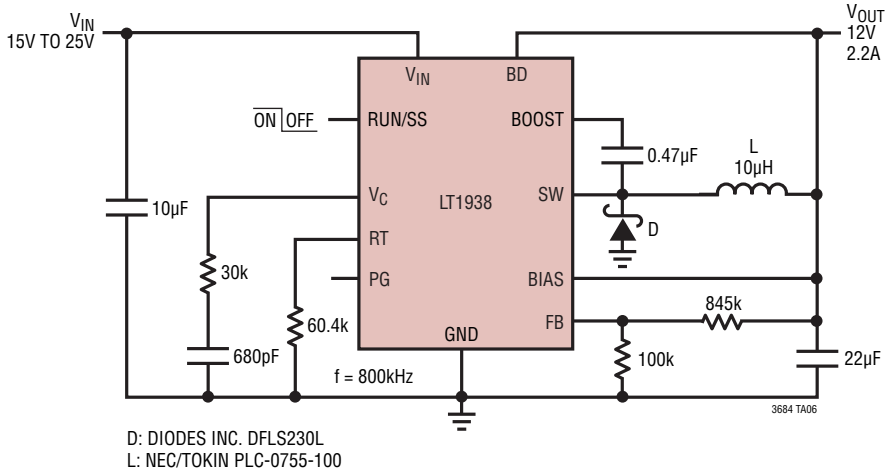 VIN
15V TO 25V
VOUT
12V
2.2A
VIN
BD
ON OFF
RUN/SS
BOOST
0.47µF
L
10µH
VC
LT1938
SW
10µF
D
RT
30k
PG
BIAS
845k
60.4k
FB
GND
680pF
100k
22µF
f = 800kHz
3684 TA06
D: DIODES INC. DFLS230L
L: NEC/TOKIN PLC-0755-100